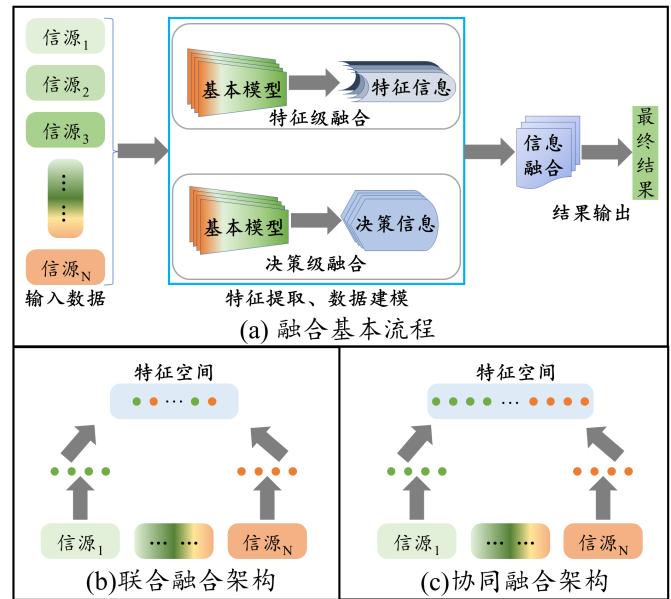 信源1
信源2
信源3
... ...
信源N
输入数据
基本模型
特征信息
特征级融合
基本模型
决策信息
决策级融合
特征提取、数据建模
信息
融合
最终结果
结果输出
(a) 融合基本流程
特征空间
...
信源1
... ...
信源N
(b)联合融合架构
特征空间
...
信源1
... ...
信源N
(c)协同融合架构